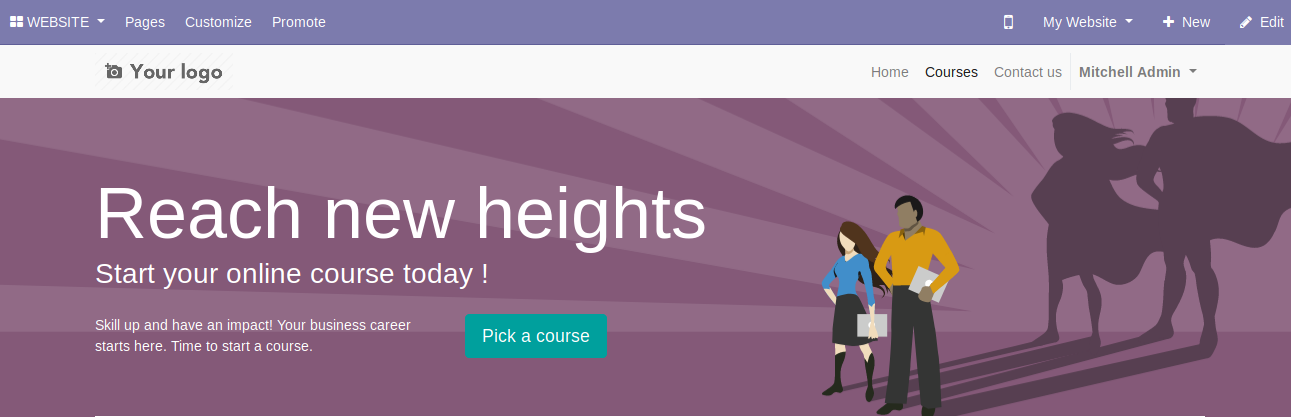 WEBSITE Pages Customize Promote My Website New Edit
Your logo Home Courses Contact us Mitchell Admin
Reach new heights
Start your online course today !
Skill up and have an impact! Your business career
starts here. Time to start a course.
Pick a course